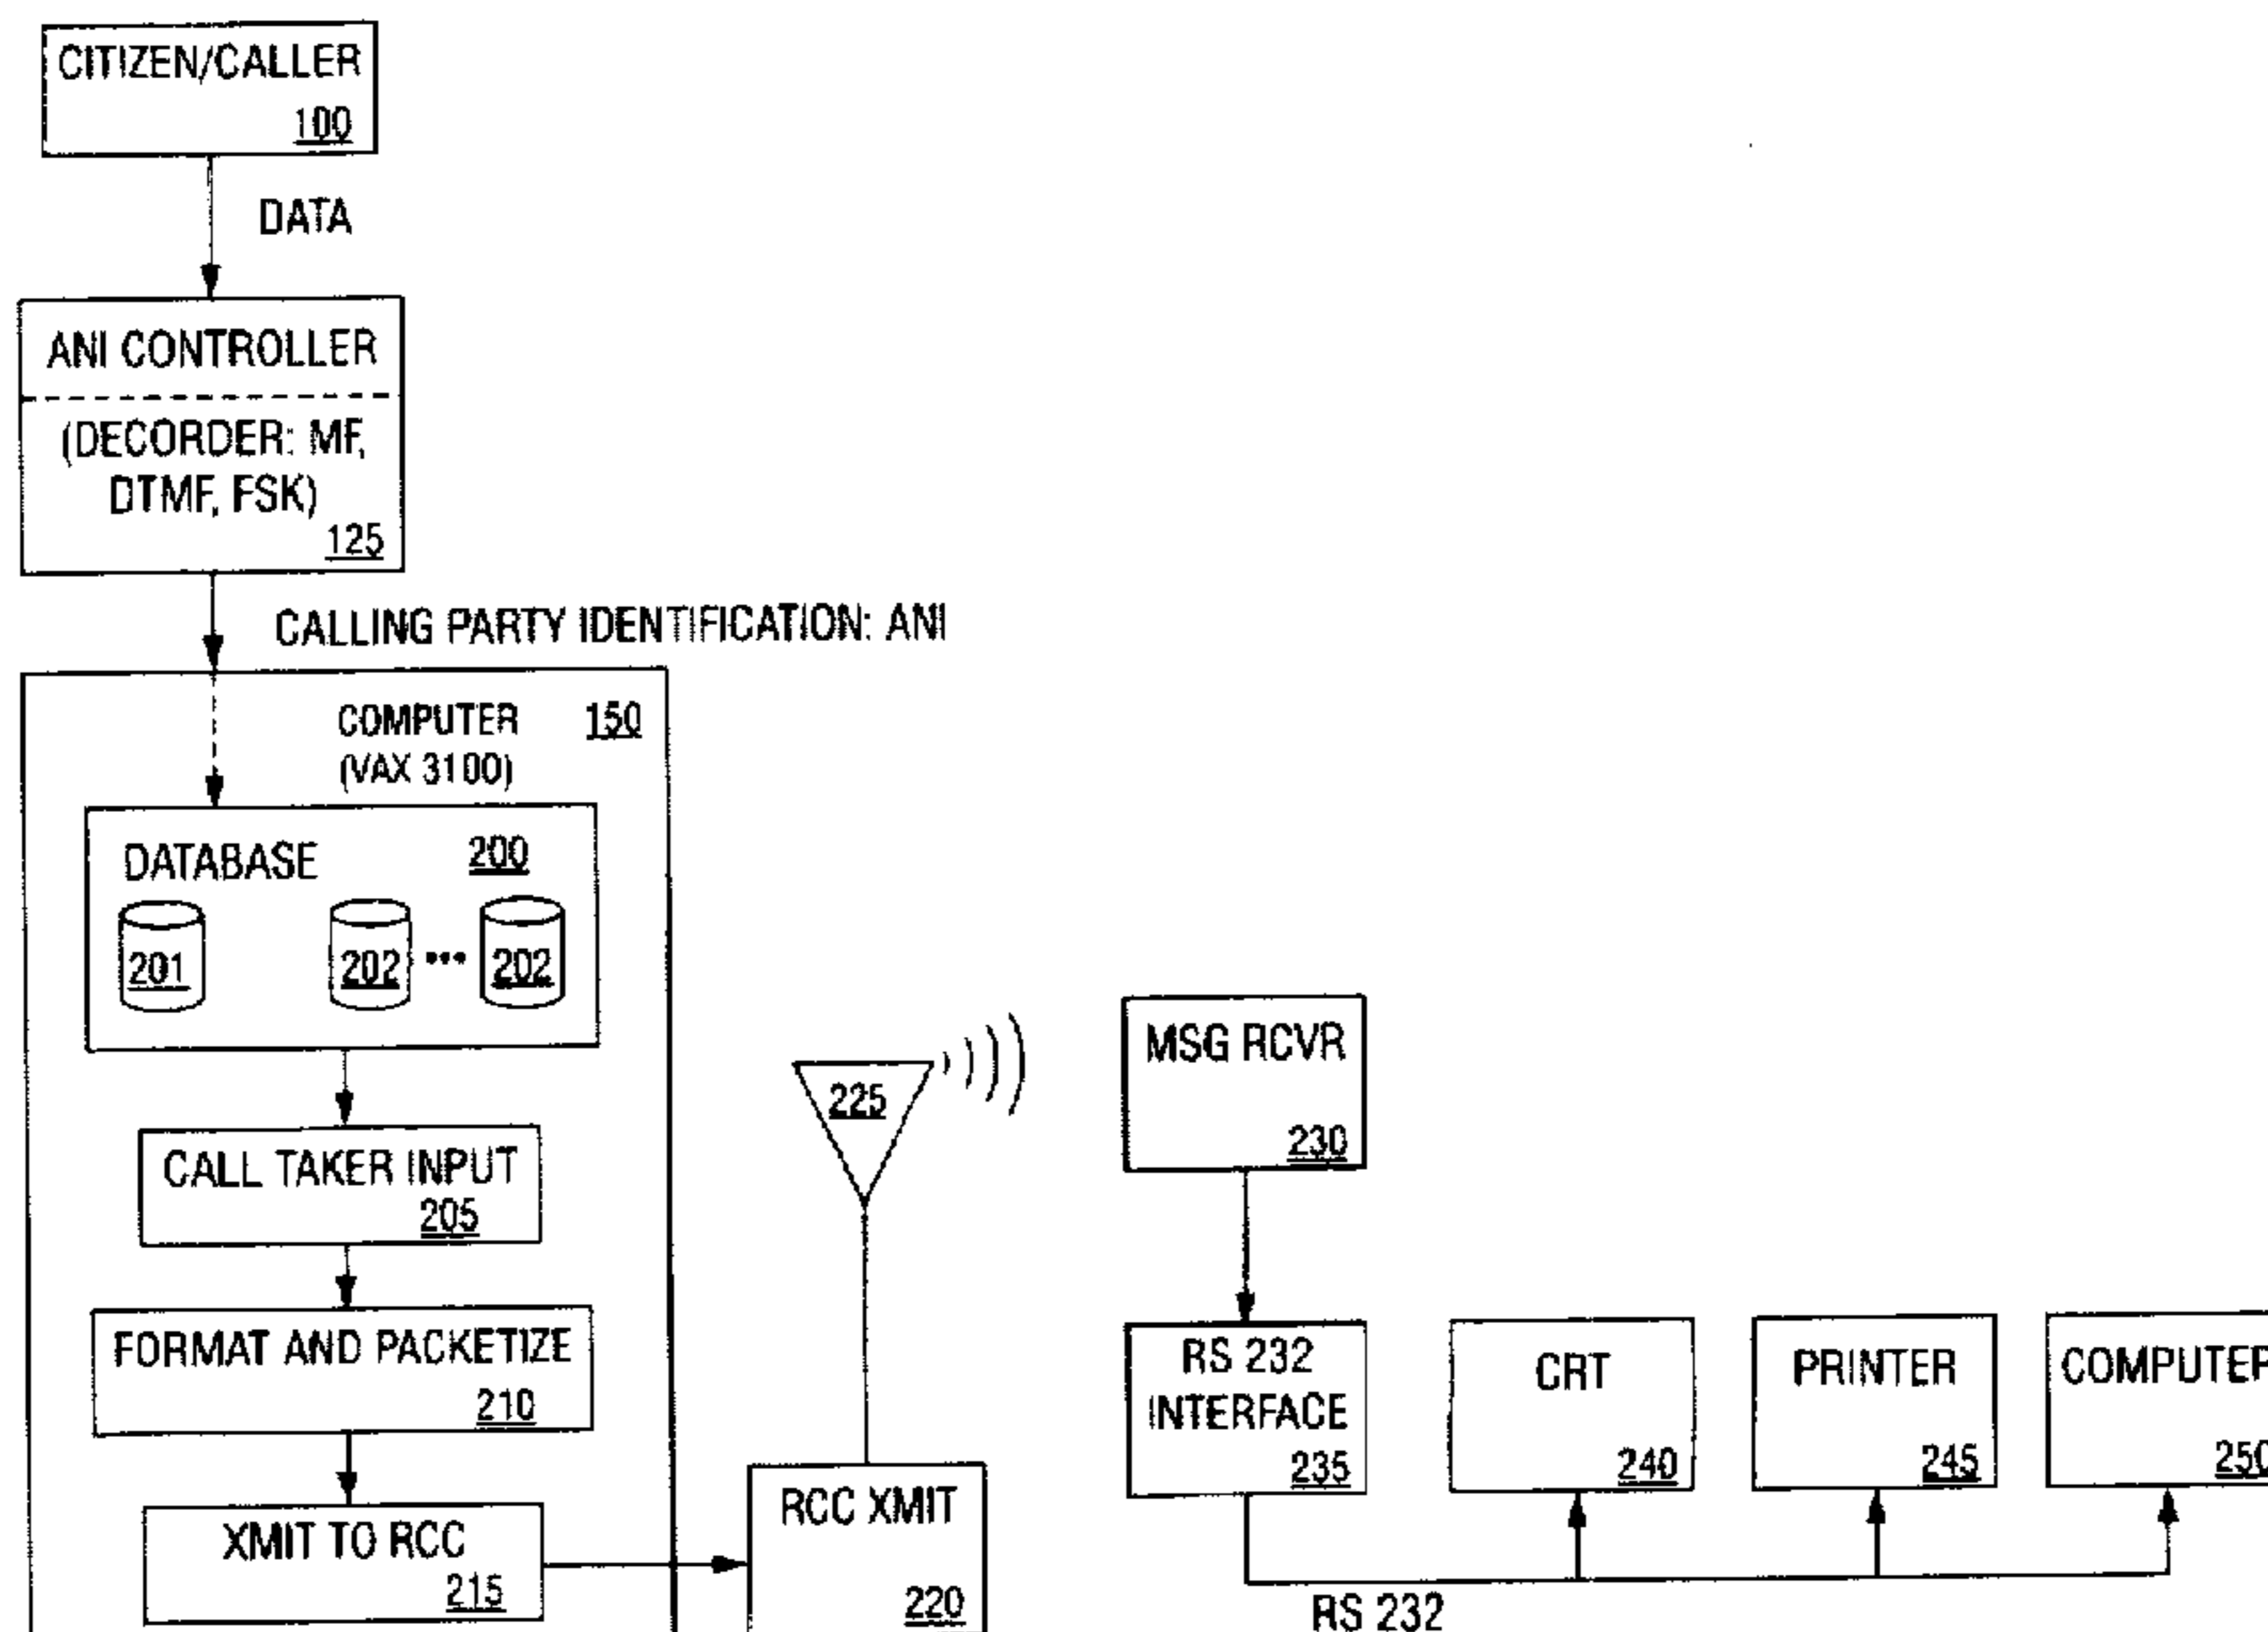 CITIZEN/CALLER
100
DATA
ANI CONTROLLER
(DECORDER: MF,
DTMF, FSK)
125
CALLING PARTY IDENTIFICATION: ANI
COMPUTER 150
(VAX 3100)
DATABASE 200
201 202 ••• 202
CALL TAKER INPUT
205
FORMAT AND PACKETIZE
210
XMIT TO RCC
215
225
RCC XMIT
220
MSG RCVR
230
RS 232
INTERFACE
235
CRT
240
PRINTER
245
COMPUTER
250
RS 232